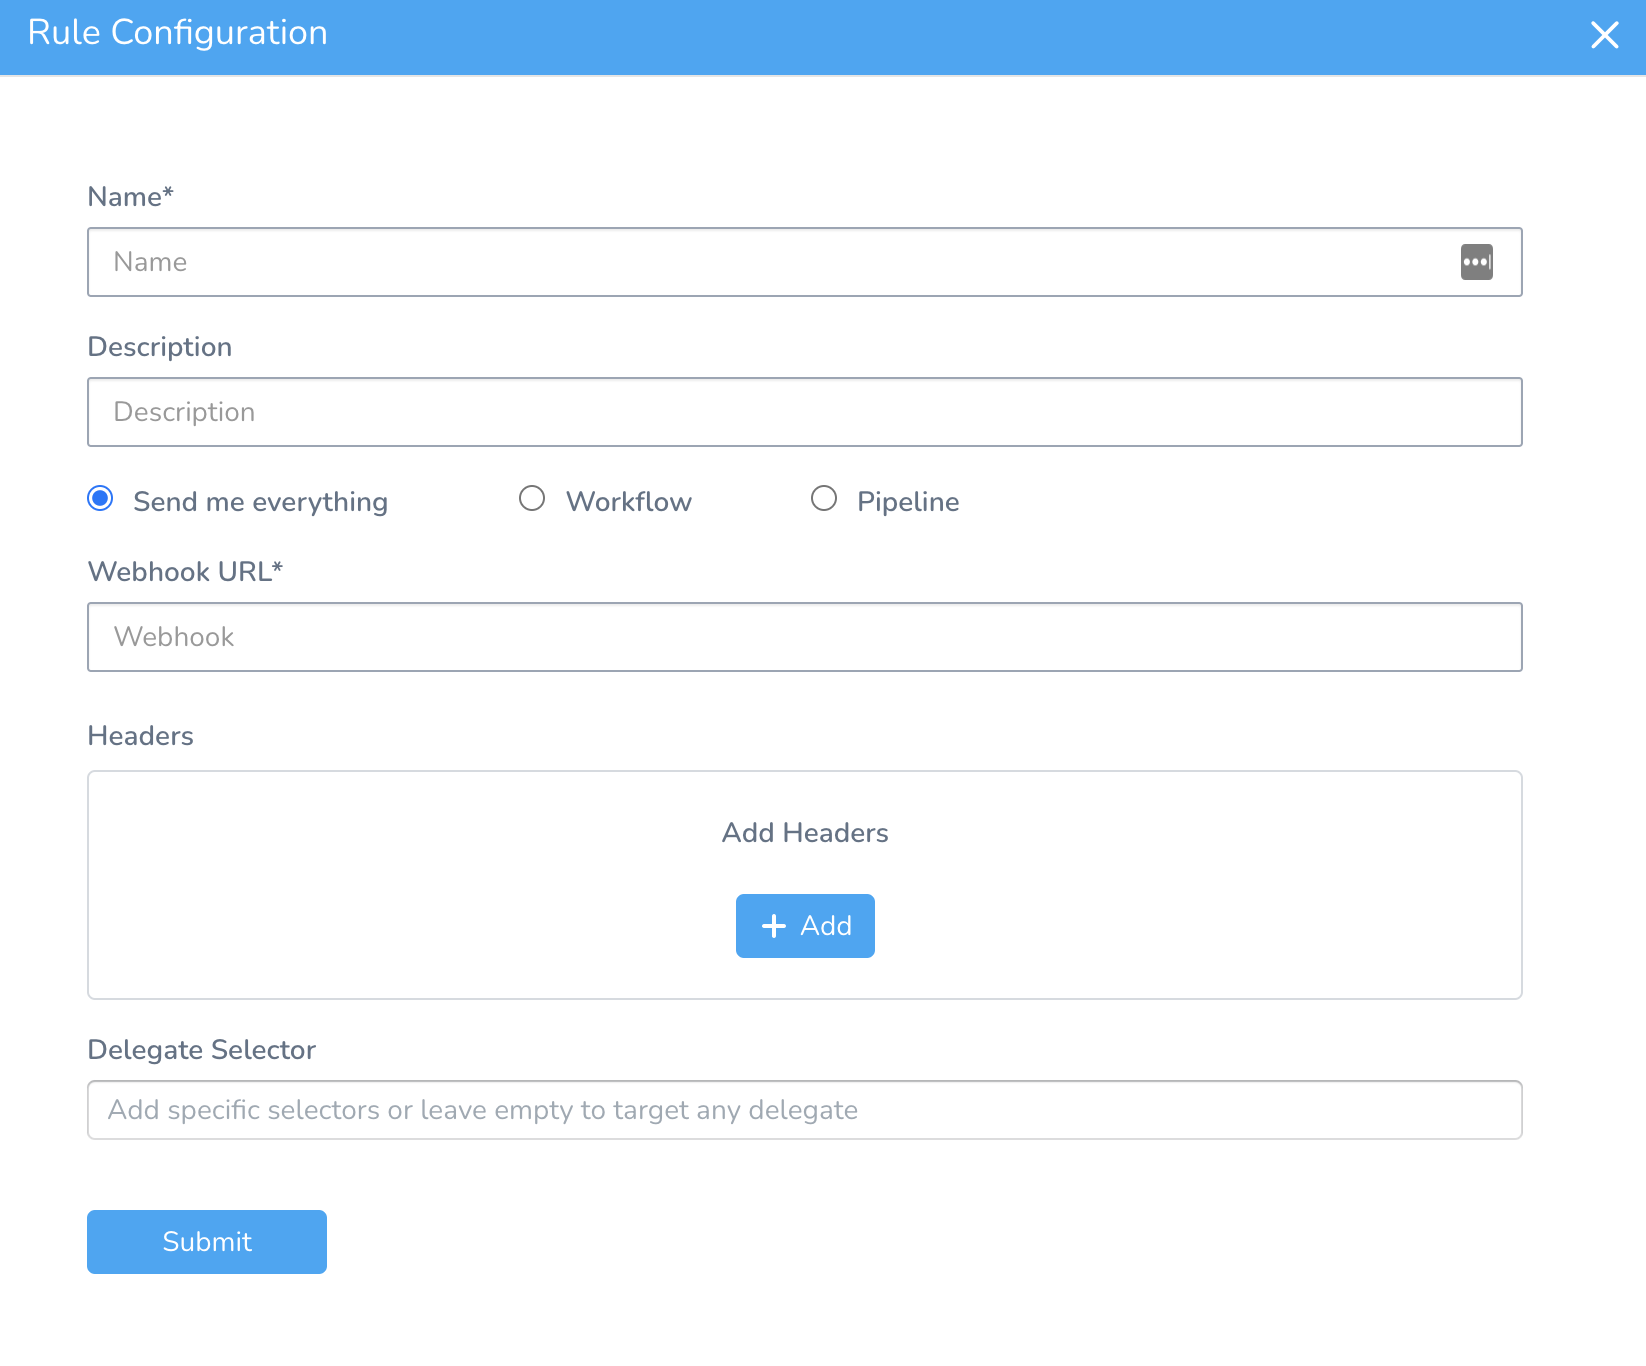 Rule Configuration
Name*
Name
Description
Description
Send me everything Workflow Pipeline
Webhook URL*
Webhook
Headers
Add Headers
Add
Delegate Selector
Add specific selectors or leave empty to target any delegate
Submit